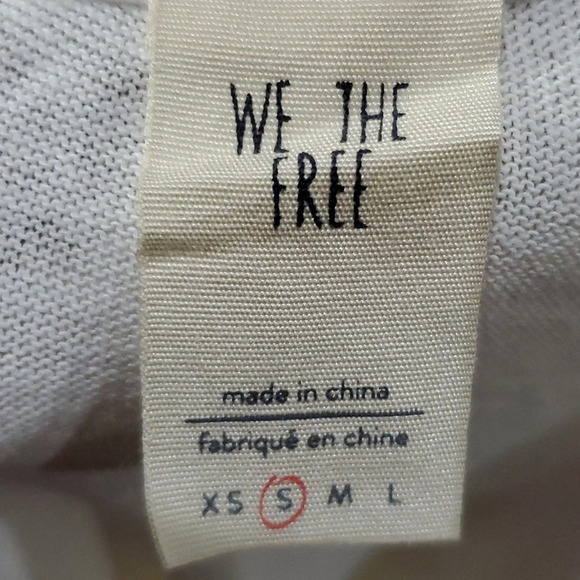 WE THE
FREE
made in china
fabriqué en chine
XS S M L